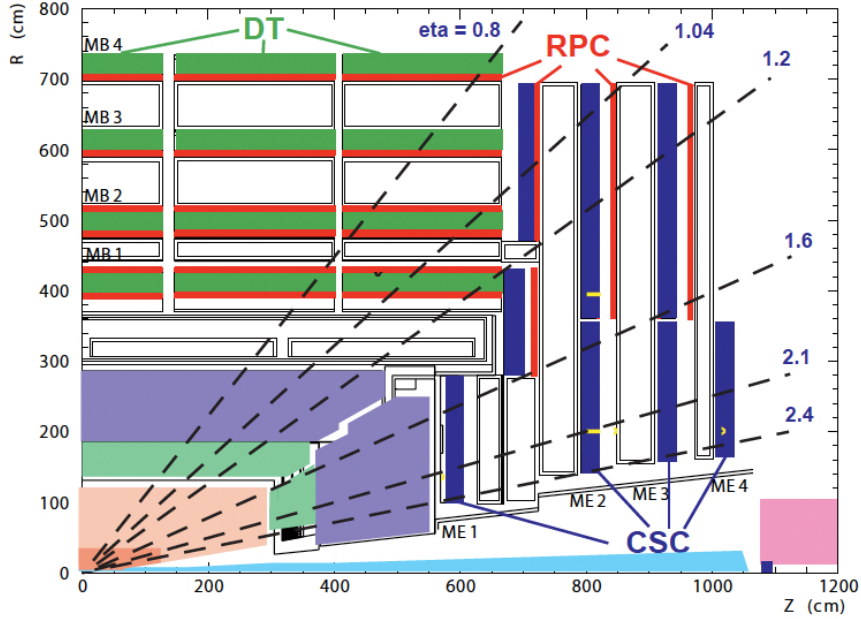 R (cm)
800
700
600
500
400
300
200
100
0
MB 4
MB 3
MB 2
MB 1
DT
eta = 0.8
RPC
1.04
1.2
1.6
2.1
2.4
ME 1
ME 2
ME 3
ME 4
CSC
0
200
400
600
800
1000
1200
Z (cm)